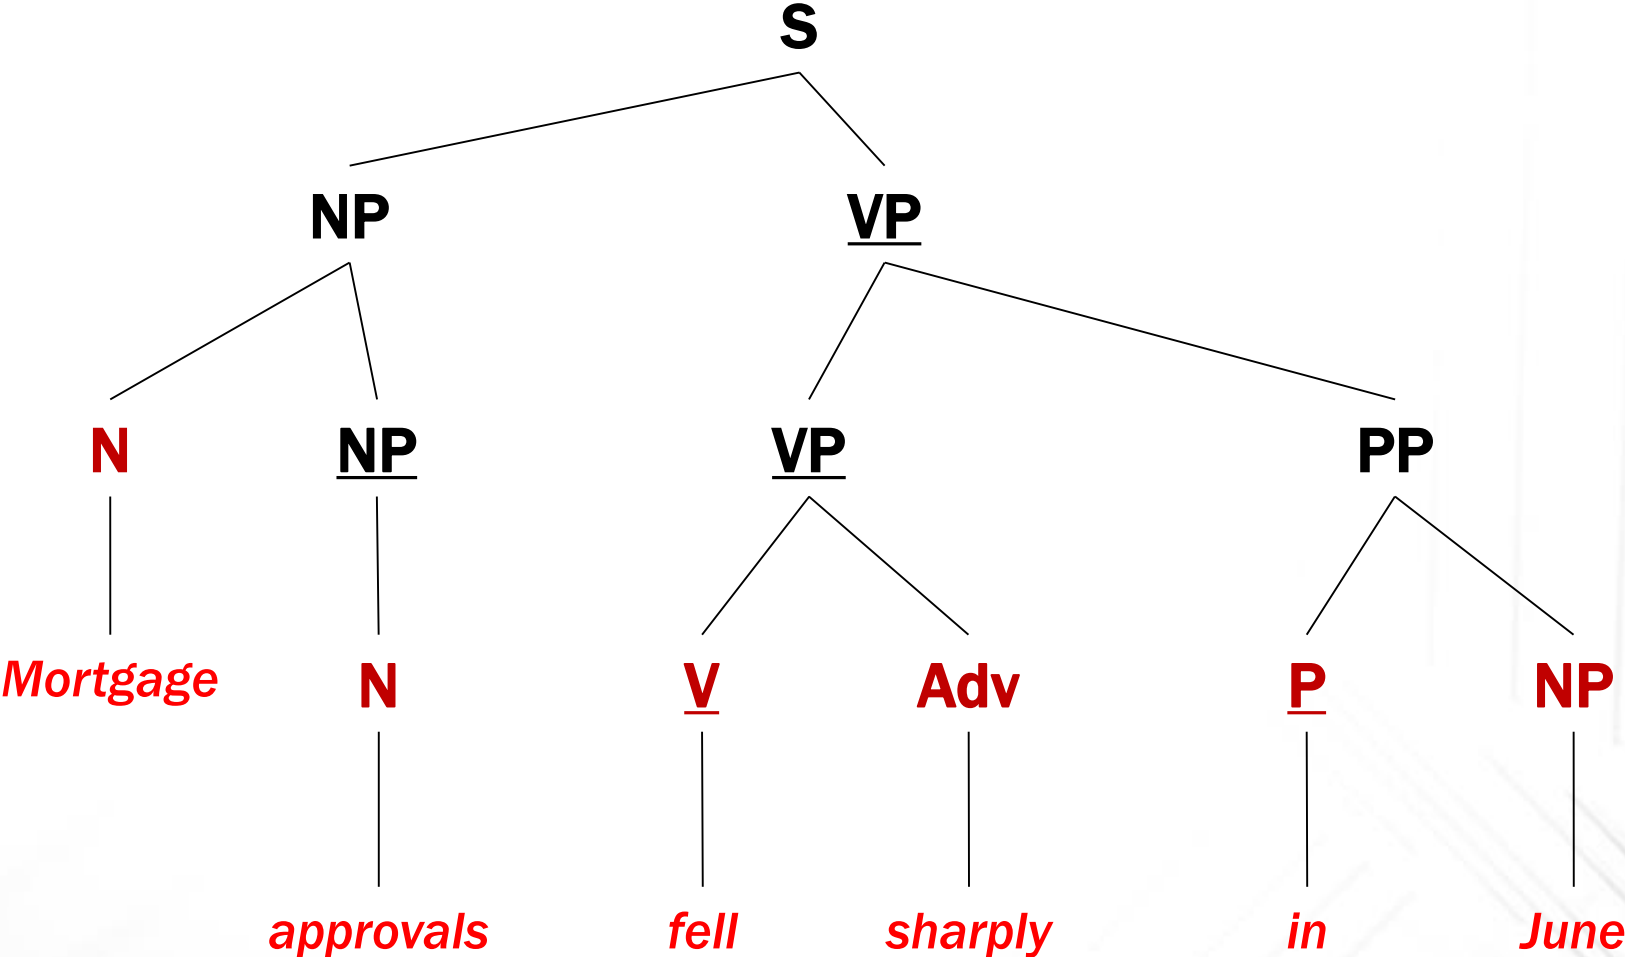 S
NP VP
N NP VP PP
Mortgage N V Adv P NP
approvals fell sharply in June